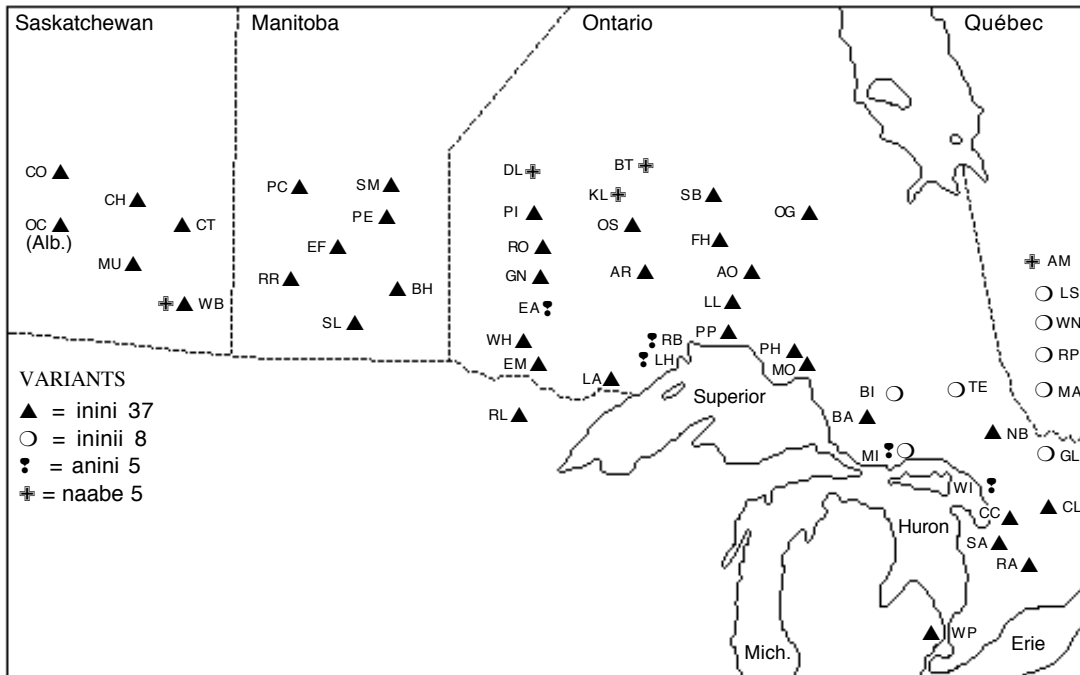 Saskatchewan Manitoba Ontario Québec
CO
CH
OC CT
(Alb.)
MU
WB
PC SM
PE
EF
RR BH
SL
DL BT
KL SB
PI OS OG
RO FH
GN AR AO
EA LL
WH PP
RB
EM LH PH
LA MO
RL
AM
LS
WN
RP
BI TE MA
BA NB
MI GL
WI
CC CL
SA
RA
WP
Superior
Huron
Mich.
Erie
VARIANTS
▲ = inini 37
❍ = ininii 8
❢ = anini 5
✙ = naabe 5